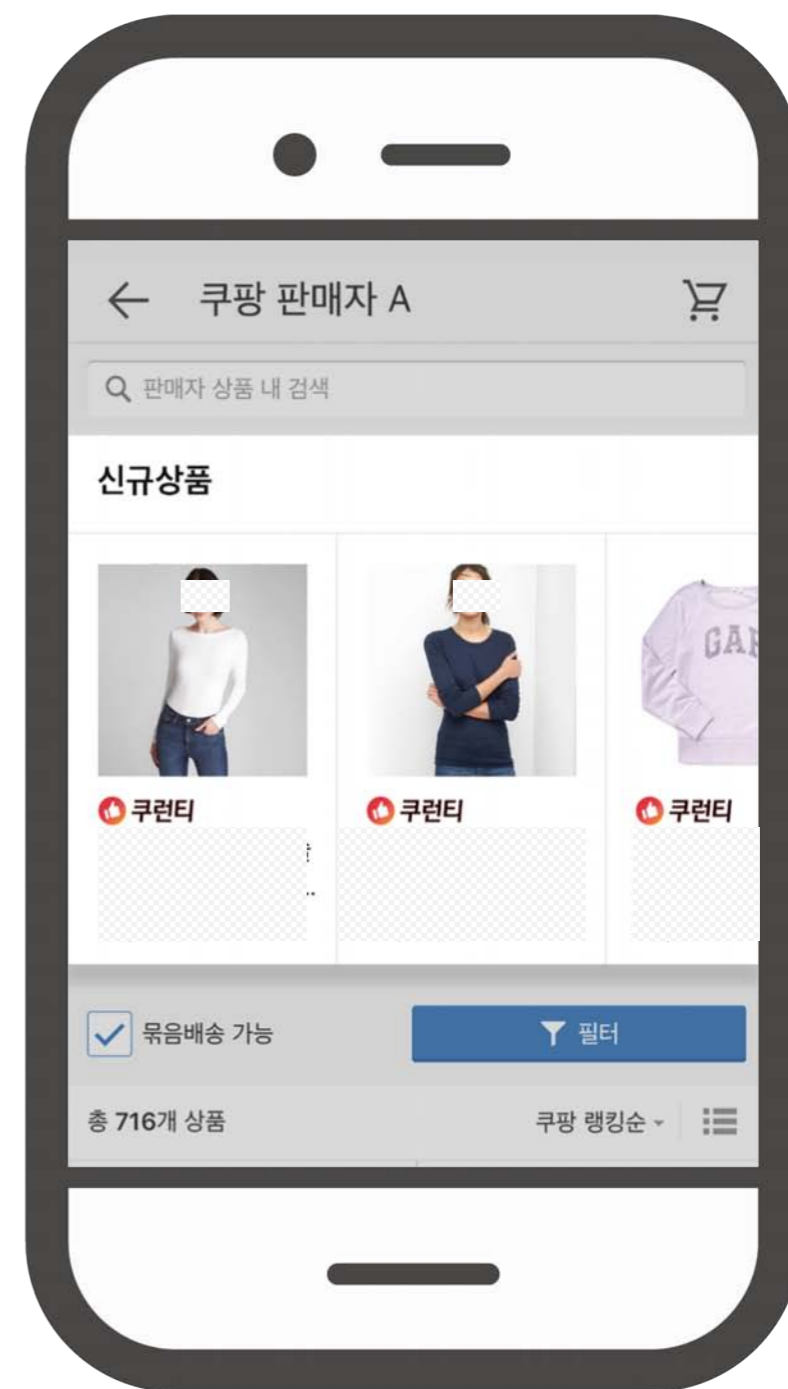 쿠팡 판매자 A
판매자 상품 내 검색
신규상품
GAP
쿠런티
쿠런티
쿠런티
..
묶음배송 가능
필터
총 716개 상품
쿠팡 랭킹순